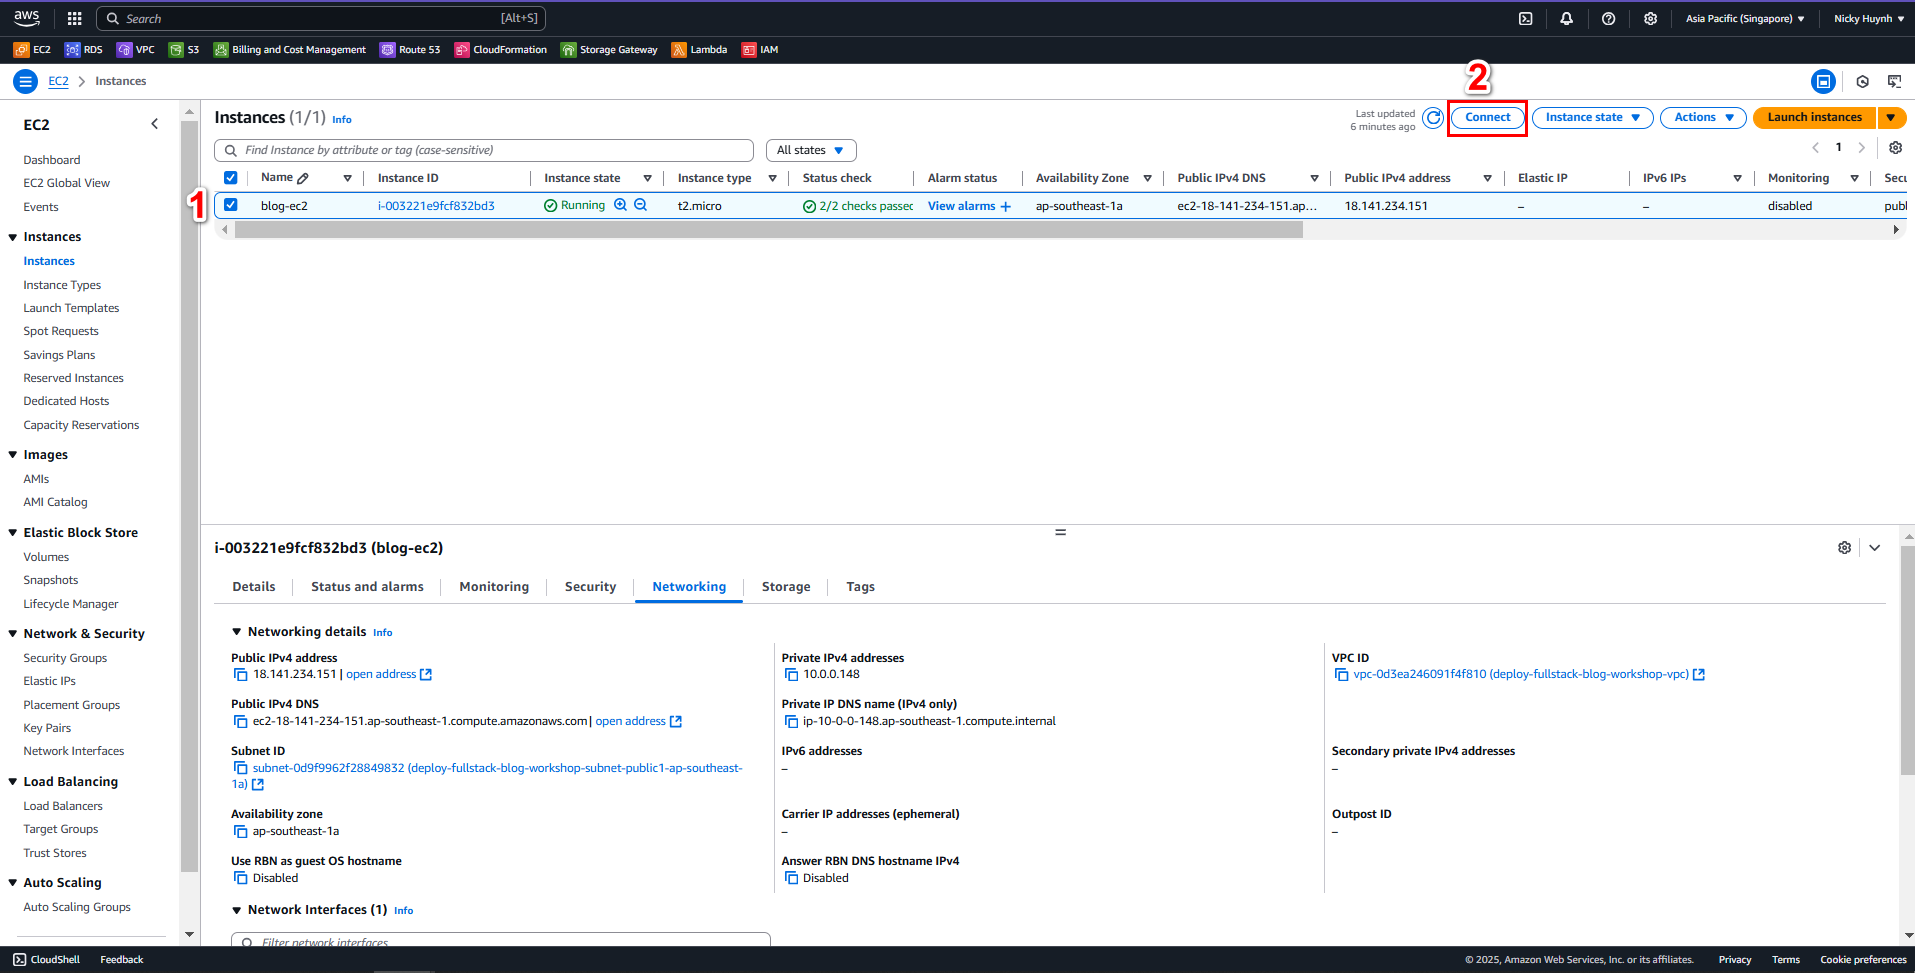 aws Search [Alt+S] Asia Pacific (Singapore) Nicky Huynh
EC2 RDS VPC S3 Billing and Cost Management Route 53 CloudFormation Storage Gateway Lambda IAM
EC2 Instances
2
EC2
Dashboard
EC2 Global View
Events
Instances
Instances
Instance Types
Launch Templates
Spot Requests
Savings Plans
Reserved Instances
Dedicated Hosts
Capacity Reservations
Images
AMIs
AMI Catalog
Elastic Block Store
Volumes
Snapshots
Lifecycle Manager
Network & Security
Security Groups
Elastic IPs
Placement Groups
Key Pairs
Network Interfaces
Load Balancing
Load Balancers
Target Groups
Trust Stores
Auto Scaling
Auto Scaling Groups
Instances (1/1) Info
Last updated
6 minutes ago
Connect Instance state Actions Launch instances
Find Instance by attribute or tag (case-sensitive) All states 1
Name Instance ID Instance state Instance type Status check Alarm status Availability Zone Public IPv4 DNS Public IPv4 address Elastic IP IPv6 IPs Monitoring Secu
1 blog-ec2 i-003221e9fcf832bd3 Running t2.micro 2/2 checks passec View alarms + ap-southeast-1a ec2-18-141-234-151.ap... 18.141.234.151 – – disabled publ
i-003221e9fcf832bd3 (blog-ec2)
Details Status and alarms Monitoring Security Networking Storage Tags
Networking details Info
Public IPv4 address
18.141.234.151 | open address
Public IPv4 DNS
ec2-18-141-234-151.ap-southeast-1.compute.amazonaws.com | open address
Subnet ID
subnet-0d9f9962f28849832 (deploy-fullstack-blog-workshop-subnet-public1-ap-southeast-
1a)
Availability zone
ap-southeast-1a
Use RBN as guest OS hostname
Disabled
Private IPv4 addresses
10.0.0.148
Private IP DNS name (IPv4 only)
ip-10-0-0-148.ap-southeast-1.compute.internal
IPv6 addresses
–
Carrier IP addresses (ephemeral)
–
Answer RBN DNS hostname IPv4
Disabled
VPC ID
vpc-0d3ea246091f4f810 (deploy-fullstack-blog-workshop-vpc)
Secondary private IPv4 addresses
–
Outpost ID
–
Network Interfaces (1) Info
Filter network interfaces
CloudShell Feedback © 2025, Amazon Web Services, Inc. or its affiliates. Privacy Terms Cookie preferences